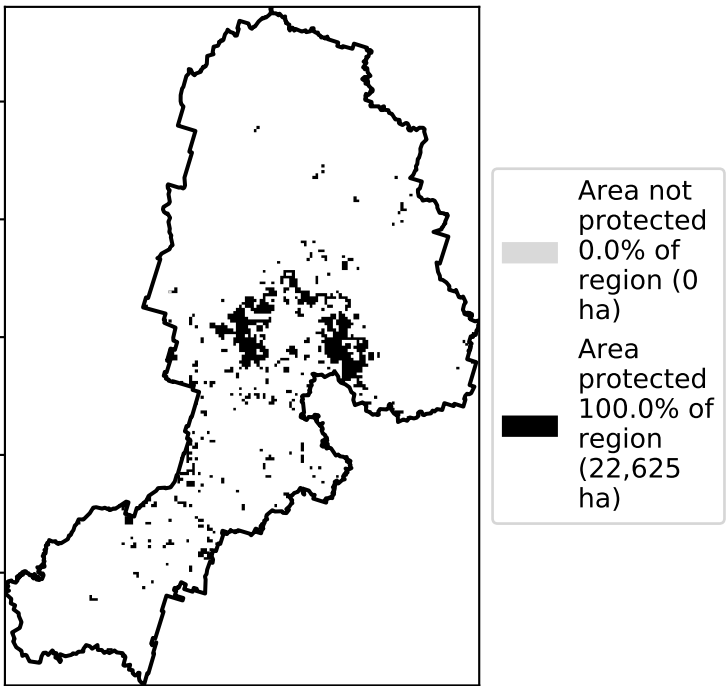 Area not
protected
0.0% of
region (0
ha)
Area
protected
100.0% of
region
(22,625
ha)